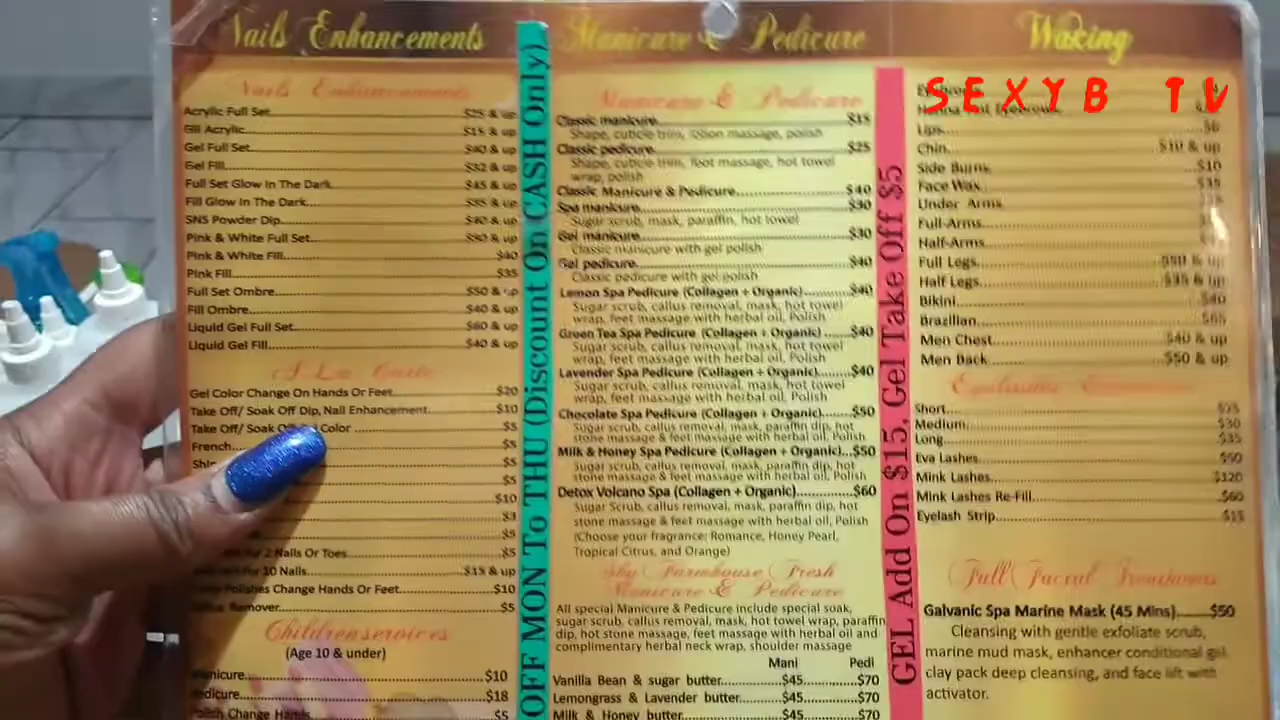 Nails Enhancements
Nails Enhancements
Acrylic Full Set $25 & up
Gill Acrylic $15 & up
Gel Full Set $40 & up
Gel Fill $32 & up
Full Set Glow In The Dark $45 & up
Fill Glow In The Dark $35 & up
SNS Powder Dip $40 & up
Pink & White Full Set & up
Pink & White Fill $40
Pink Fill $35
Full Set Ombre $50 & up
Fill Ombre $40 & up
Liquid Gel Full Set $60 & up
Liquid Gel Fill $40 & up
Gel Color Change On Hands Or Feet $20
Take Off/ Soak Off Dip, Nail Enhancement $10
Take Off/ Soak Color $5
French $5
$5
$5
$10
$3
$5
2 Nails Or Toes $5
For 10 Nails $15 & up
Polishes Change Hands Or Feet $10
Remover $5
Children services
(Age 10 & under)
$10
$18
Change Hands $5
OFF MON To THU (Discount On CASH Only)
Manicure & Pedicure
Manicure & Pedicure
Classic manicure $15
Shape, cuticle trim, lotion massage, polish
Classic pedicure $25
Shape, cuticle trim, foot massage, hot towel
wrap, polish
Classic Manicure & Pedicure $40
Spa manicure $30
Sugar scrub, mask, paraffin, hot towel
Gel manicure $30
Classic manicure with gel polish
Gel pedicure $40
Classic pedicure with gel polish
Lemon Spa Pedicure (Collagen + Organic) $40
Sugar scrub, callus removal, mask, hot towel
wrap, feet massage with herbal oil, Polish
Green Tea Spa Pedicure (Collagen + Organic) $40
Sugar scrub, callus removal, mask, hot towel
wrap, feet massage with herbal oil, Polish
Lavender Spa Pedicure (Collagen + Organic) $40
Sugar scrub, callus removal, mask, hot towel
wrap, feet massage with herbal oil, Polish
Chocolate Spa Pedicure (Collagen + Organic) $50
Sugar scrub, callus removal, mask, paraffin dip, hot
stone massage & feet massage with herbal oil, Polish
Milk & Honey Spa Pedicure (Collagen + Organic) $50
Sugar scrub, callus removal, mask, paraffin dip, hot
stone massage & feet massage with herbal oil, Polish
Detox Volcano Spa (Collagen + Organic) $60
Sugar Scrub, callus removal, mask, paraffin dip, hot
stone massage & feet massage with herbal oil, Polish
(Choose your fragrance: Romance, Honey Pearl,
Tropical Citrus, and Orange)
Farmhouse Fresh
Manicure & Pedicure
All special Manicure & Pedicure include special soak,
sugar scrub, callus removal, mask, hot towel wrap, paraffin
dip, hot stone massage, feet massage with herbal oil and
complimentary herbal neck wrap, shoulder massage
Mani Pedi
Vanilla Bean & sugar butter $45 $70
Lemongrass & Lavender butter $45 $70
Milk & Honey butter $45 $70
GEL Add On $15, Gel Take Off $5
Waxing
SEXYB TV
Lips
Chin $10 & up
Side Burns $10
Face Wax $35
Under Arms
Full-Arms
Half-Arms
Full Legs $50 & up
Half Legs $35 & up
Bikini $40
Brazilian $65
Men Chest $40 & up
Men Back $50 & up
Short $25
Medium $30
Long $35
Eva Lashes
Mink Lashes $120
Mink Lashes Re-Fill $60
Eyelash Strip $15
Full Facial Treatments
Galvanic Spa Marine Mask (45 Mins) $50
Cleansing with gentle exfoliate scrub,
marine mud mask, enhancer conditional gel
clay pack deep cleansing, and face lift with
activator.